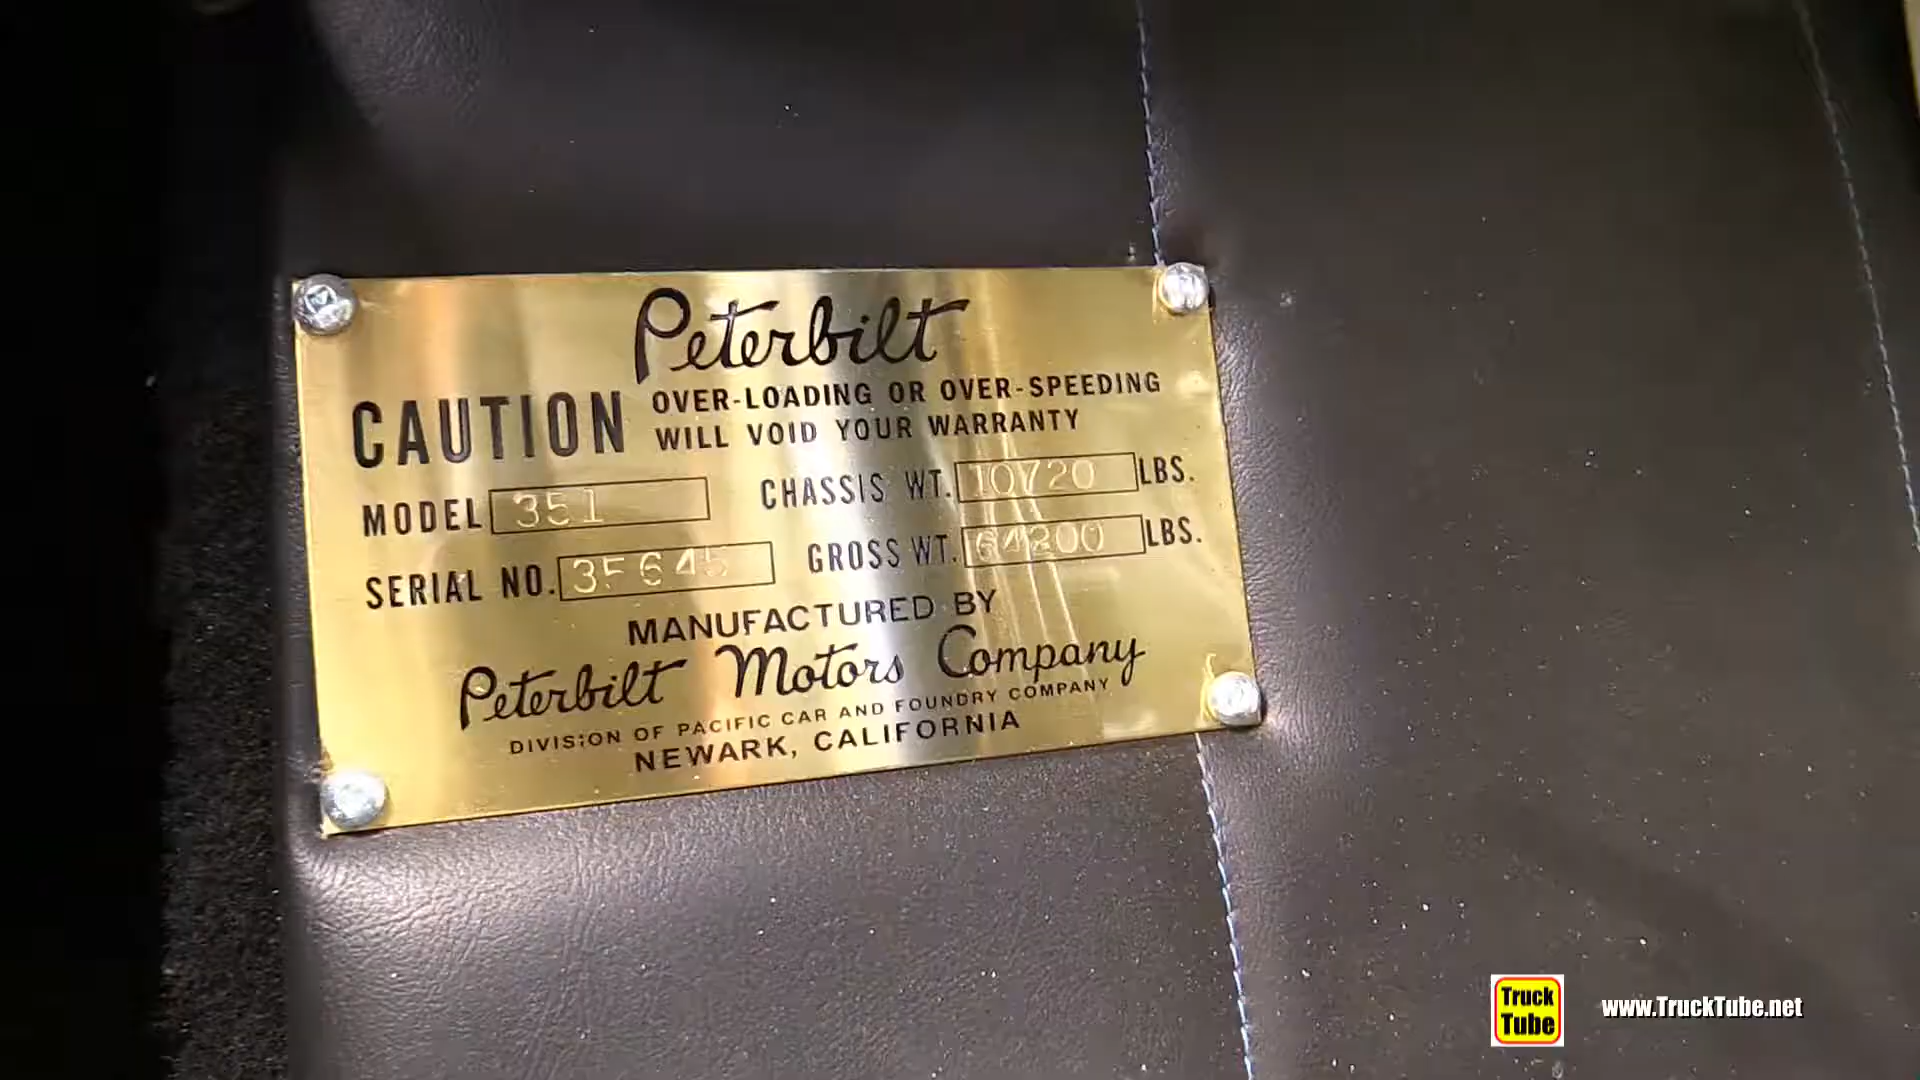 Peterbilt
CAUTION OVER-LOADING OR OVER-SPEEDING
WILL VOID YOUR WARRANTY
MODEL 351 CHASSIS WT. 10720 LBS.
SERIAL NO. 35645 GROSS WT. 64200 LBS.
MANUFACTURED BY
Peterbilt Motors Company
DIVISION OF PACIFIC CAR AND FOUNDRY COMPANY
NEWARK, CALIFORNIA
Truck
Tube
www.TruckTube.net